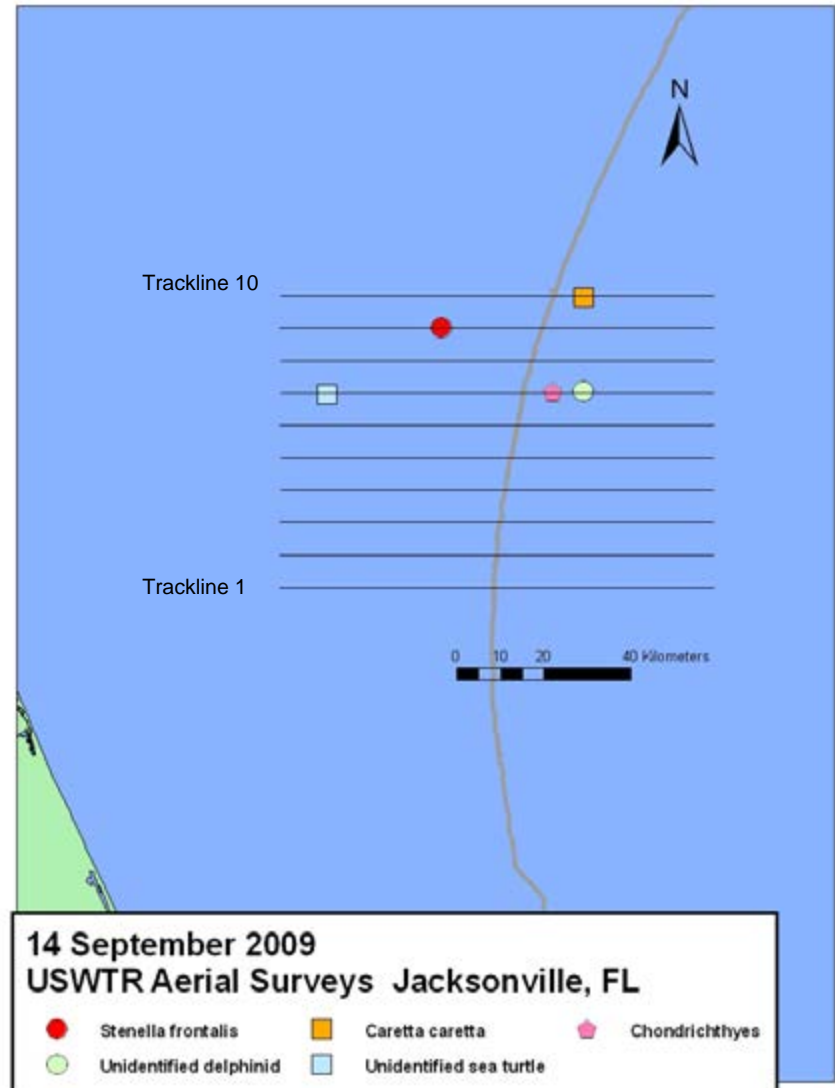 N
Trackline 10
Trackline 1
0 10 20 40 Kilometers
14 September 2009
USWTR Aerial Surveys Jacksonville, FL
Stenella frontalis Caretta caretta Chondrichthyes
Unidentified delphinid Unidentified sea turtle